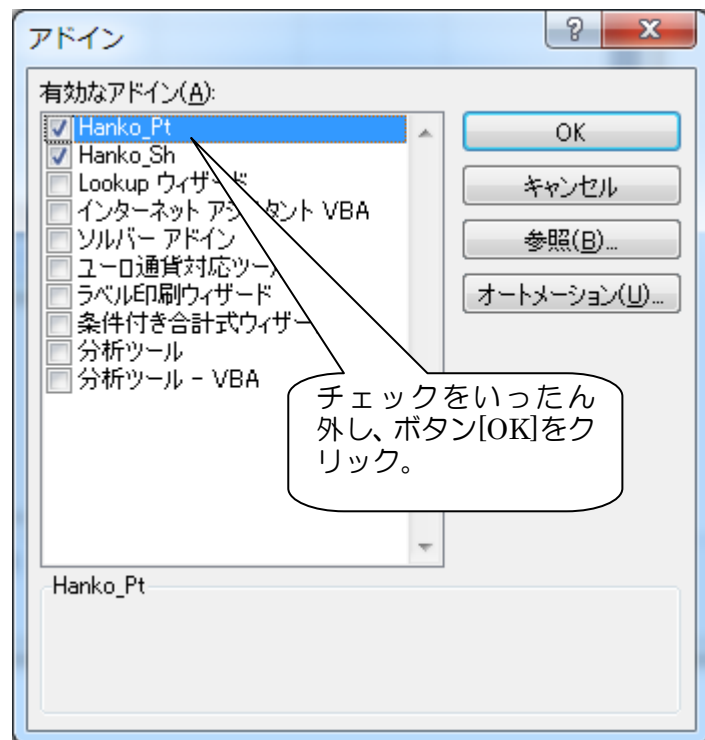 アドイン
有効なアドイン(A):
Hanko_Pt
Hanko_Sh
Lookup ウィザード
インターネット アシスタント VBA
ソルバー アドイン
ユーロ通貨対応ツール
ラベル印刷ウィザード
条件付き合計式ウィザー
分析ツール
分析ツール - VBA
OK
キャンセル
参照(B)...
オートメーション(U)...
チェックをいったん
外し、ボタン[OK]をク
リック。
Hanko_Pt